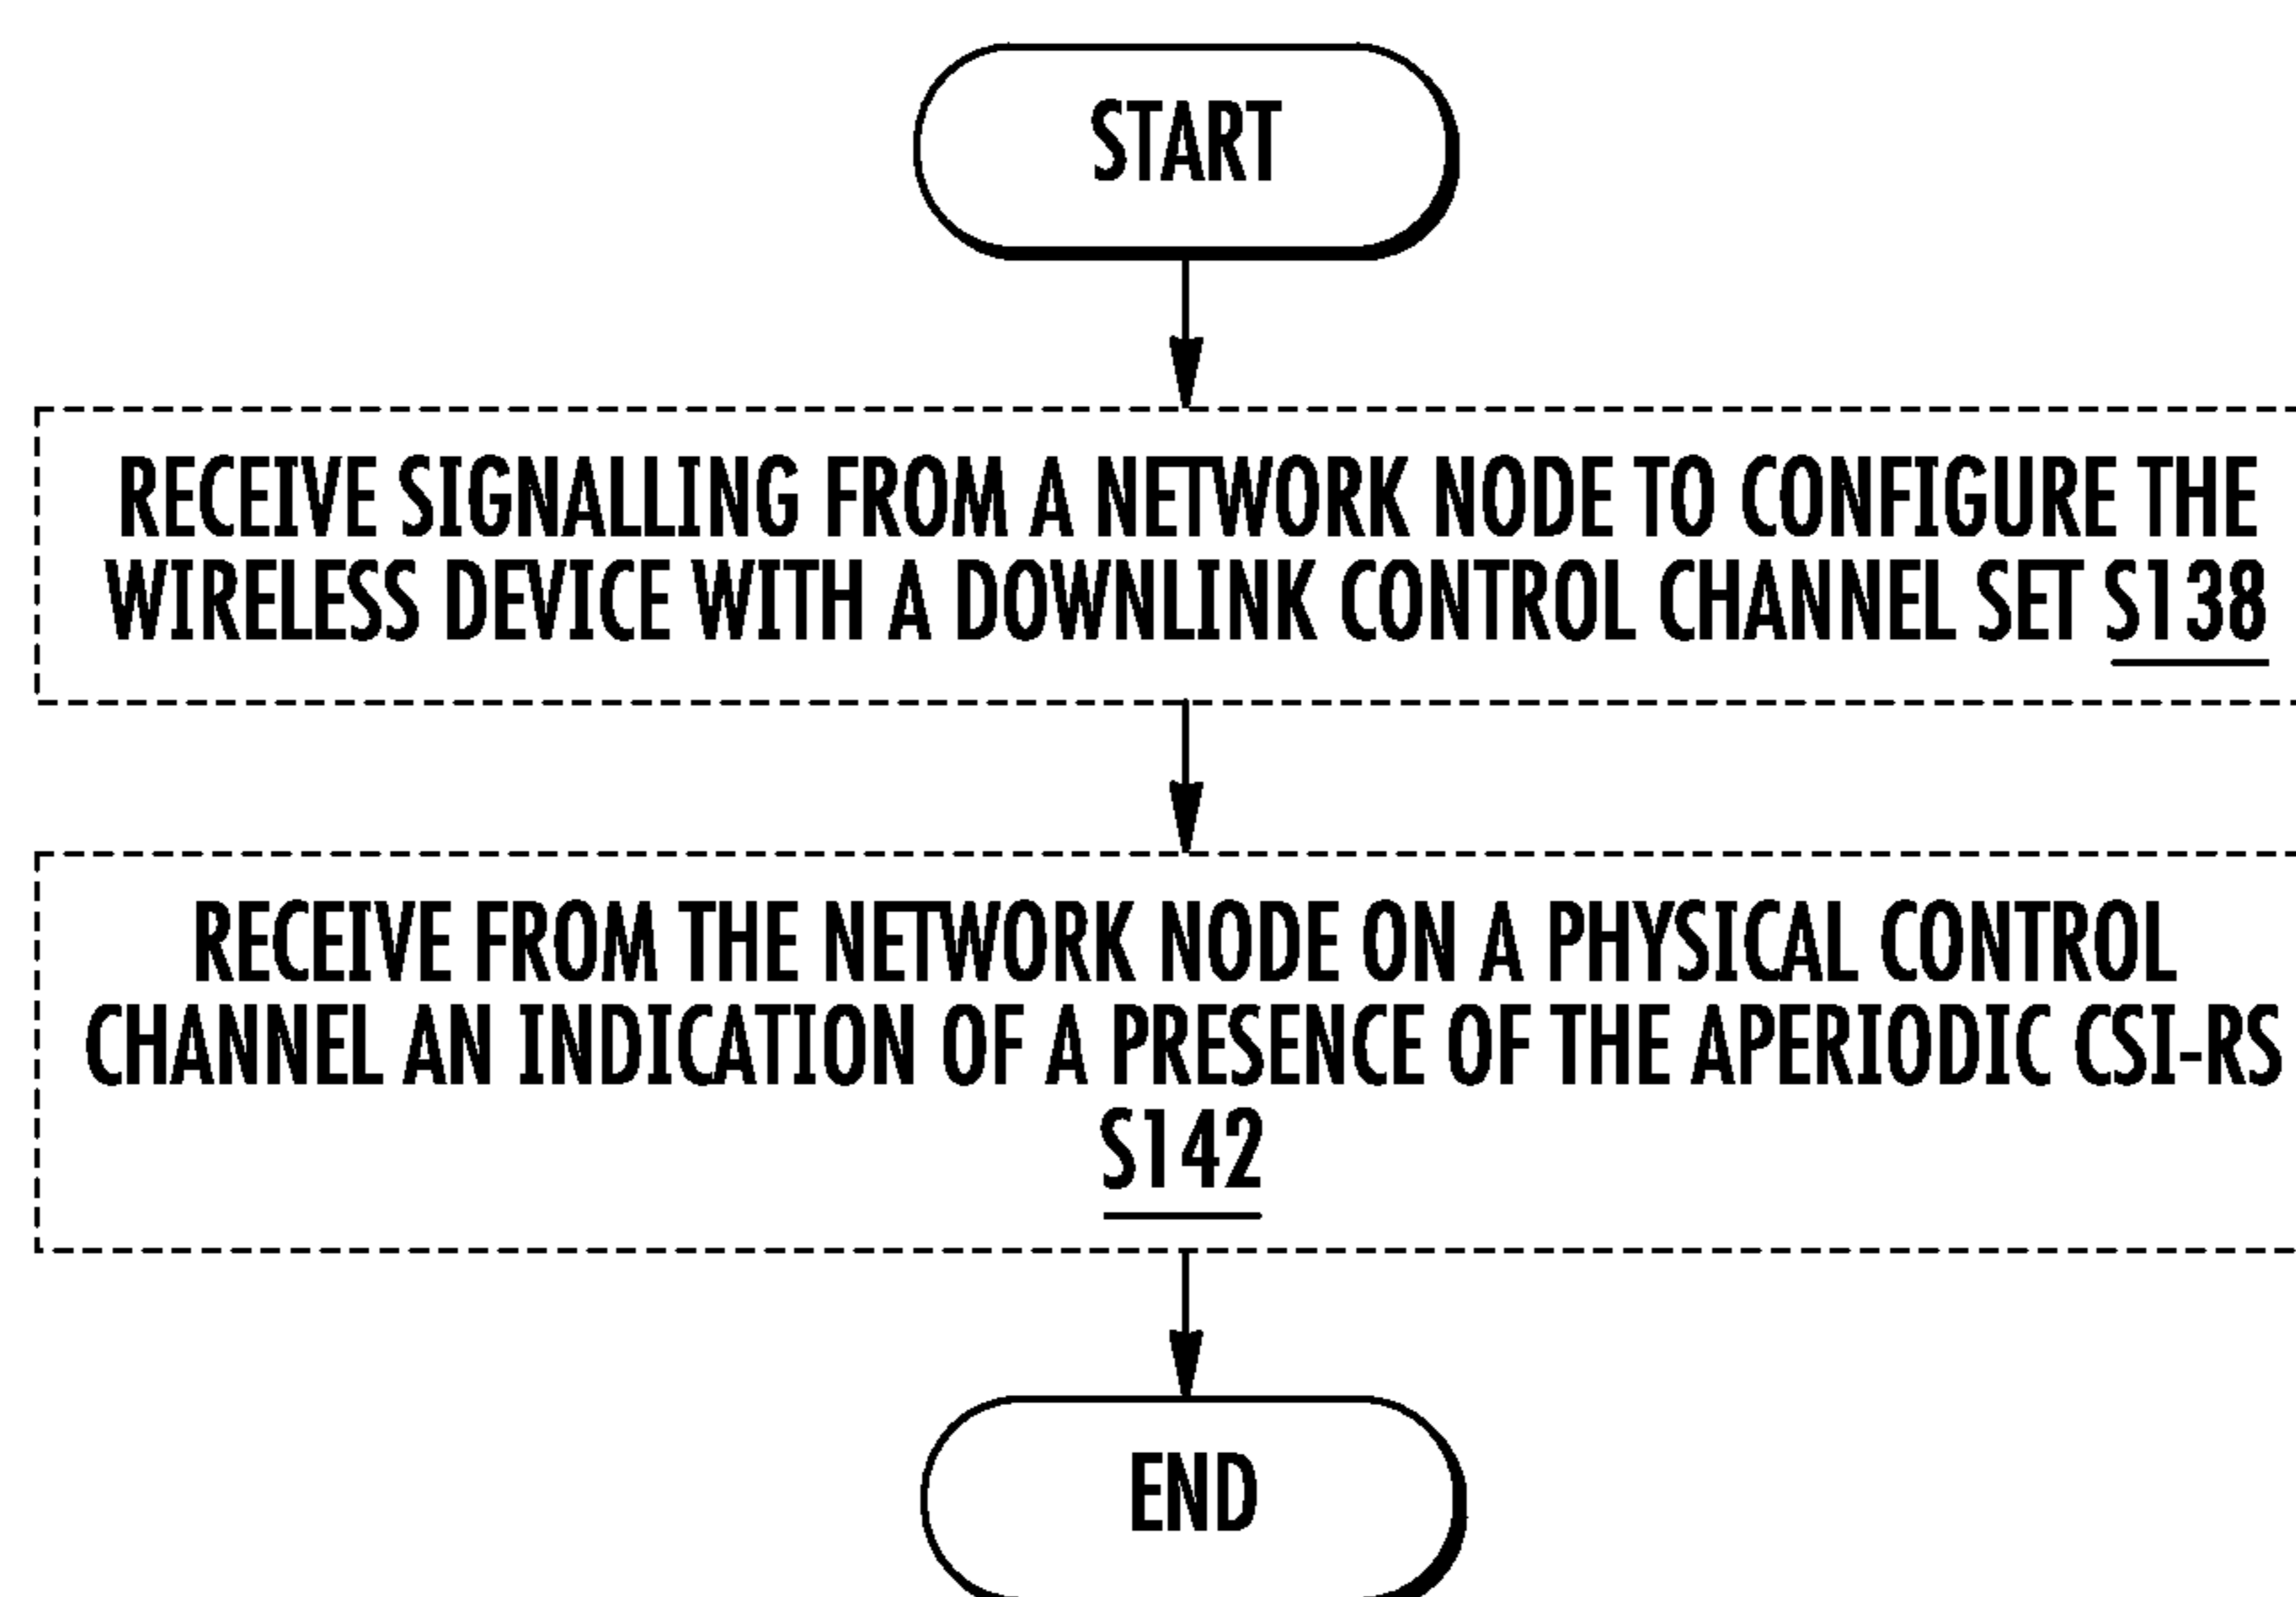 START
RECEIVE SIGNALLING FROM A NETWORK NODE TO CONFIGURE THE
WIRELESS DEVICE WITH A DOWNLINK CONTROL CHANNEL SET S138
RECEIVE FROM THE NETWORK NODE ON A PHYSICAL CONTROL
CHANNEL AN INDICATION OF A PRESENCE OF THE APERIODIC CSI-RS
S142
END